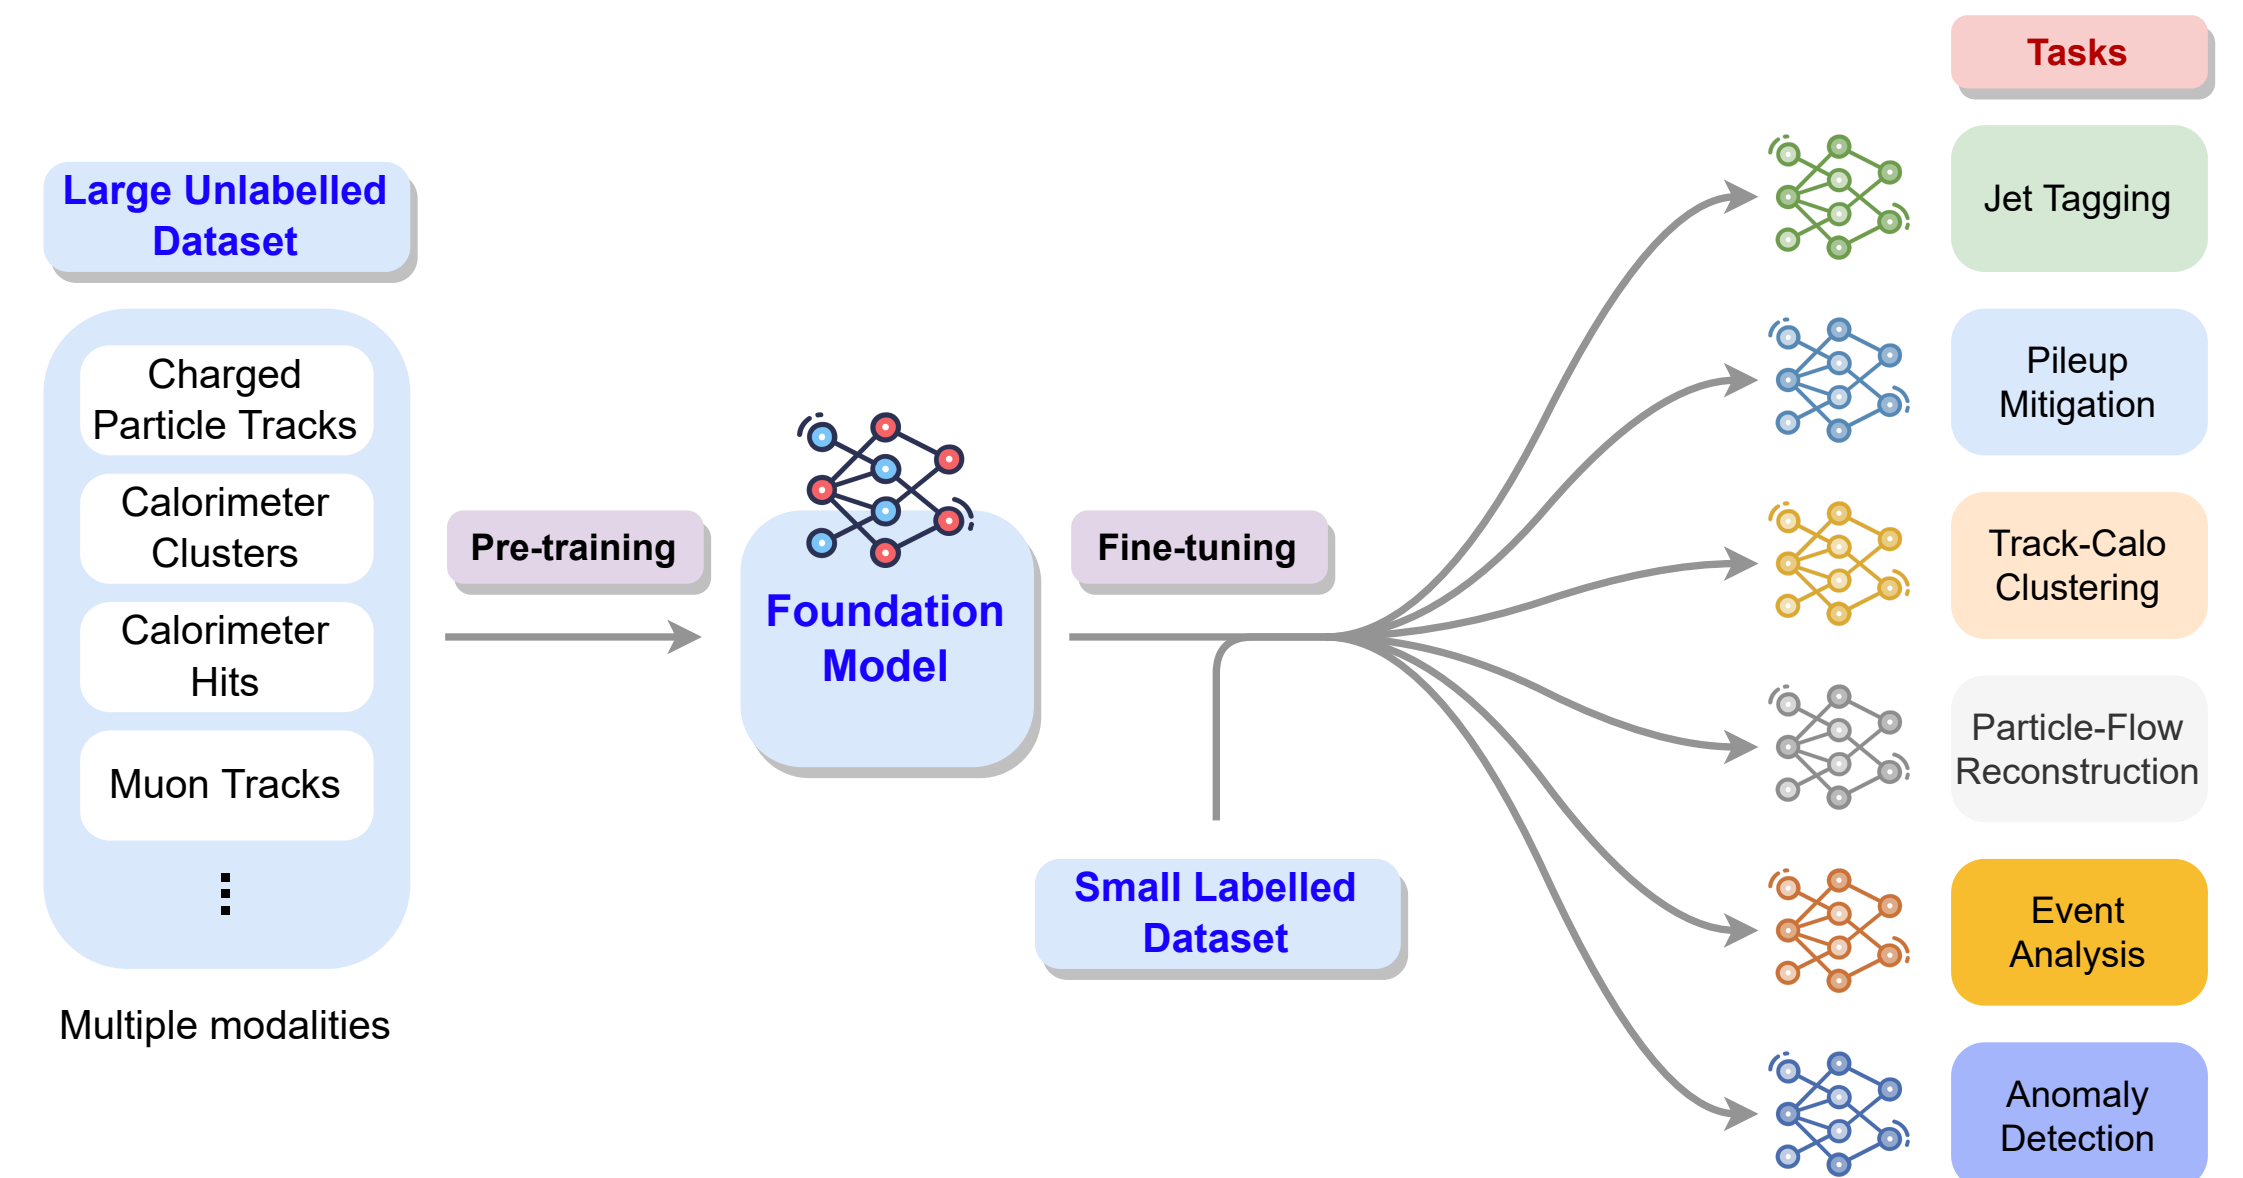 Large Unlabelled
Dataset
Charged
Particle Tracks
Calorimeter
Clusters
Calorimeter
Hits
Muon Tracks
Multiple modalities
Pre-training
Foundation
Model
Fine-tuning
Small Labelled
Dataset
Tasks
Jet Tagging
Pileup
Mitigation
Track-Calo
Clustering
Particle-Flow
Reconstruction
Event
Analysis
Anomaly
Detection